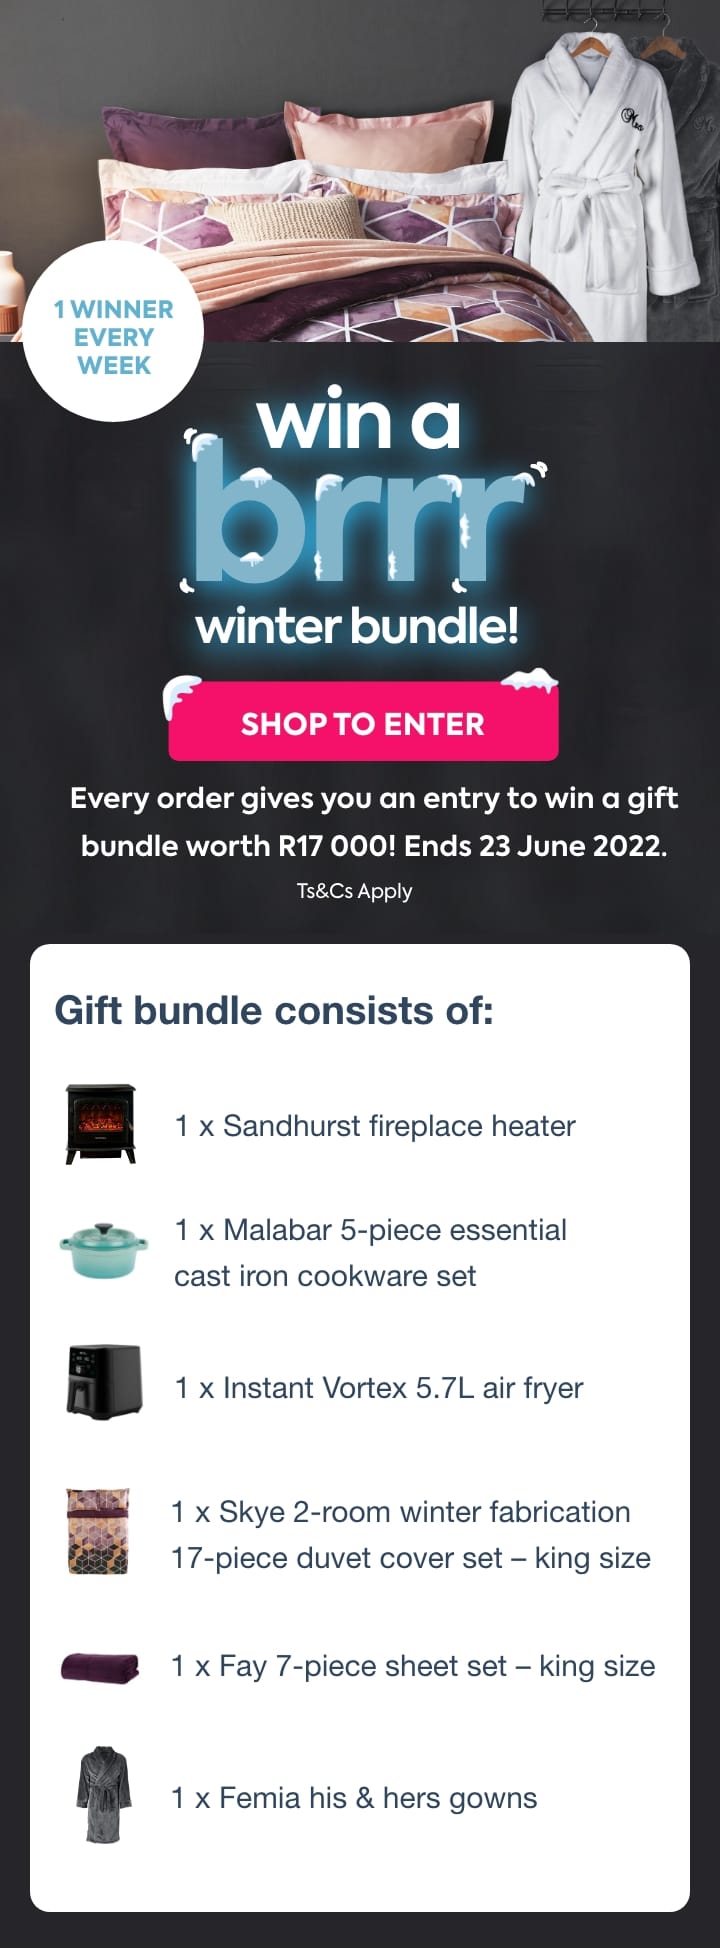 1 WINNER
EVERY
WEEK
win a
brrr
winter bundle!
SHOP TO ENTER
Every order gives you an entry to win a gift
bundle worth R17 000! Ends 23 June 2022.
Ts&Cs Apply
Gift bundle consists of:
1 x Sandhurst fireplace heater
1 x Malabar 5-piece essential
cast iron cookware set
1 x Instant Vortex 5.7L air fryer
1 x Skye 2-room winter fabrication
17-piece duvet cover set – king size
1 x Fay 7-piece sheet set – king size
1 x Femia his & hers gowns